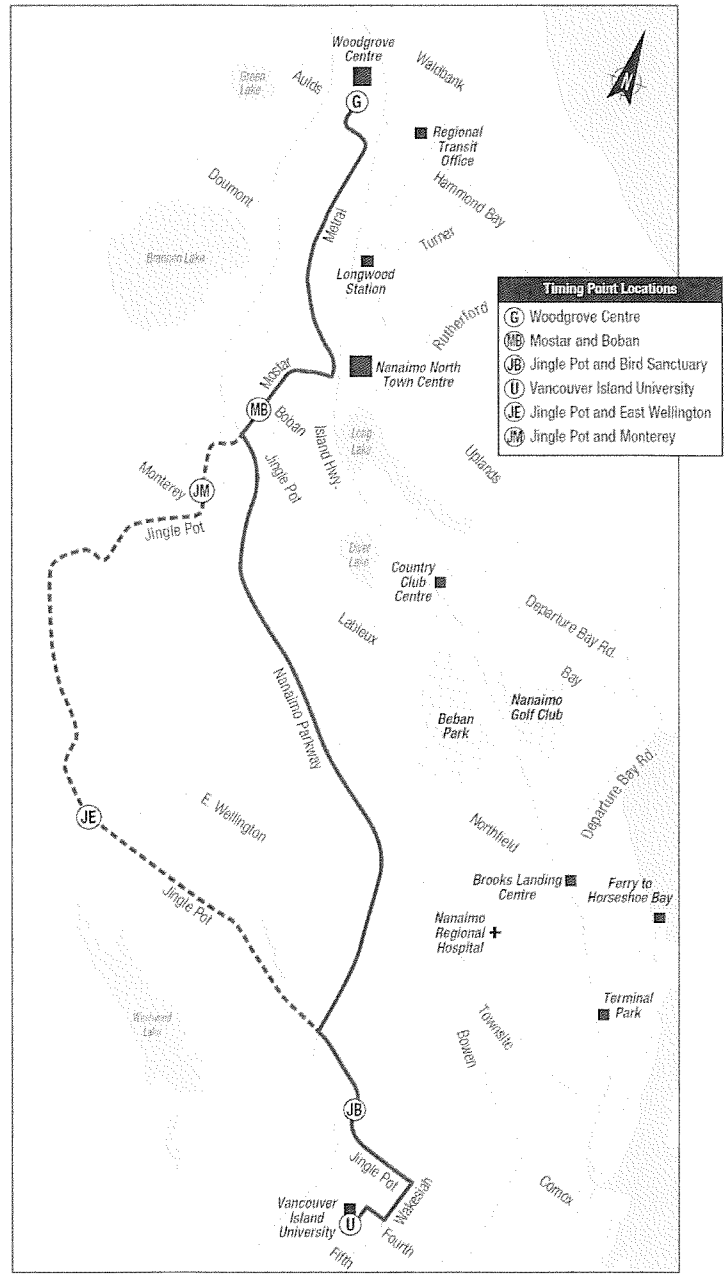 Woodgrove
Centre
G
Waldbank
N
Green
Lake
Aulds
Regional
Transit
Office
Doumont
Hammond Bay
Metral
Turner
Brannen Lake
Longwood
Station
Timing Point Locations
G Woodgrove Centre
MB Mostar and Boban
JB Jingle Pot and Bird Sanctuary
U Vancouver Island University
JE Jingle Pot and East Wellington
JM Jingle Pot and Monterey
Rutherford
Nanaimo North
Town Centre
Mostar
MB
Boban
Island Hwy.
Long
Lake
Uplands
Jingle Pot
Monterey
JM
Jingle Pot
Diver
Lake
Country
Club
Centre
Labieux
Departure Bay Rd.
Bay
Nanaimo
Golf Club
Beban
Park
Nanaimo Parkway
Departure Bay Rd.
E. Wellington
JE
Northfield
Jingle Pot
Brooks Landing
Centre
Ferry to
Horseshoe Bay
Nanaimo
Regional
Hospital
Westwood
Lake
Townsite
Bowen
Terminal
Park
JB
Jingle Pot
Wakesiah
Comox
Vancouver
Island
University
U
Fourth
Fifth